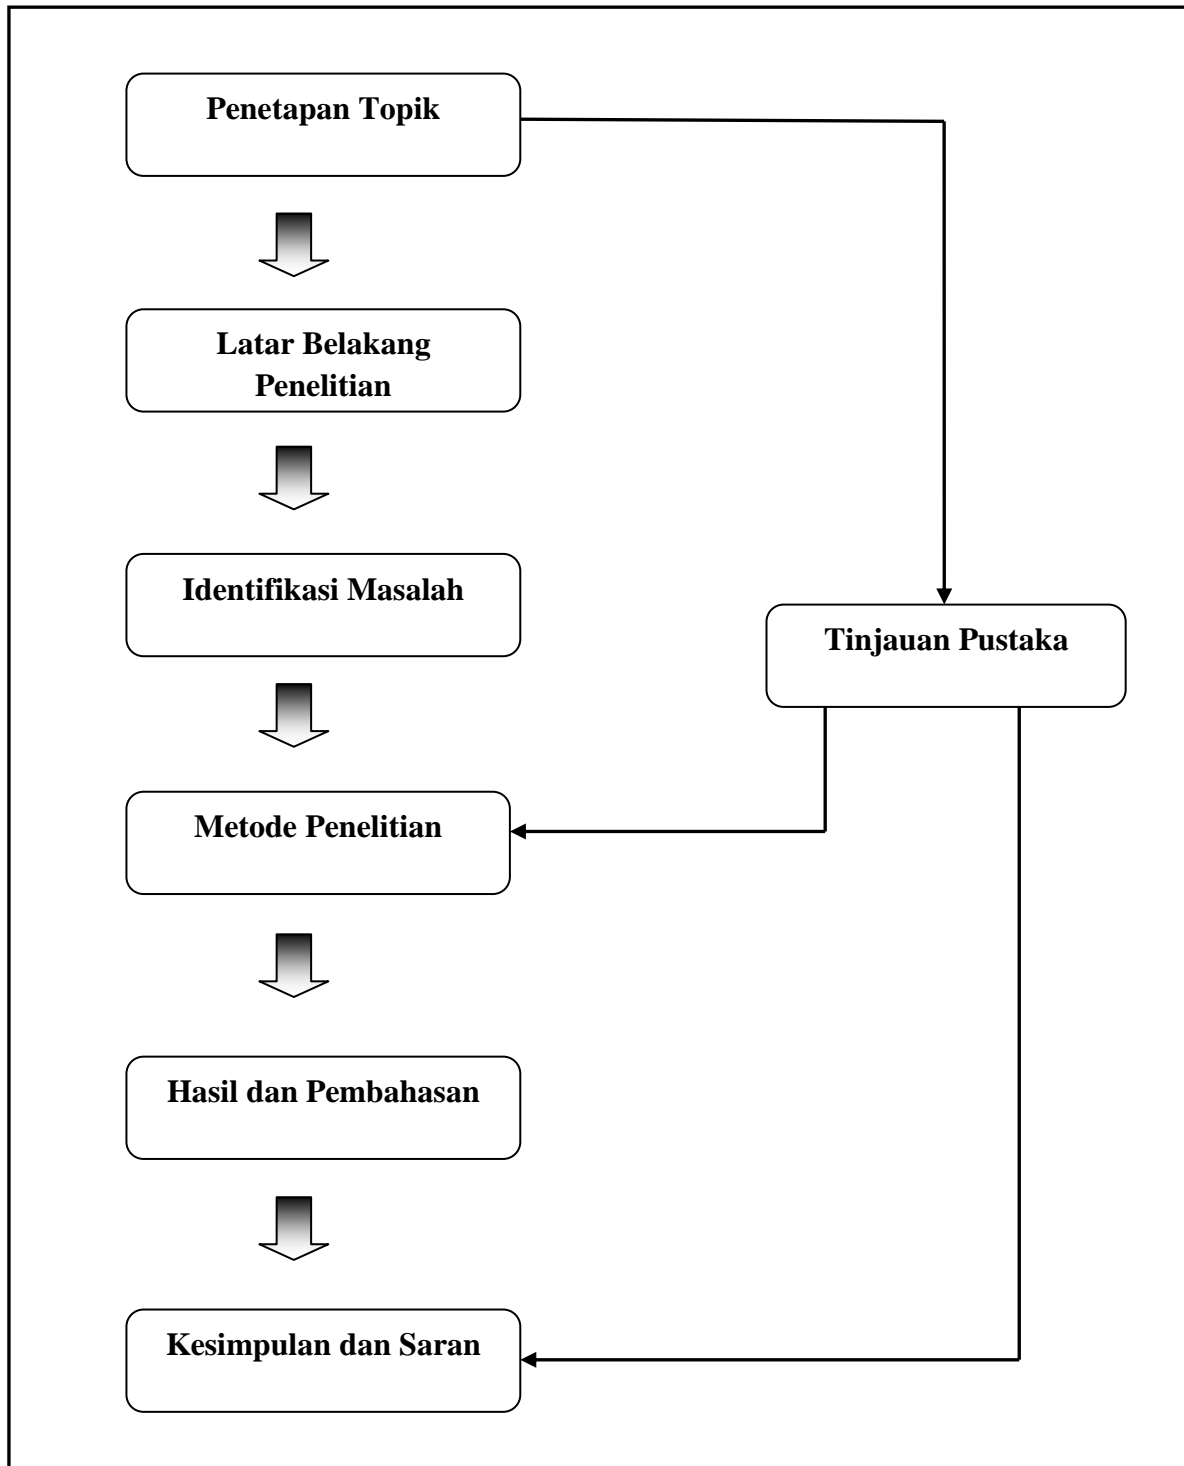 Penetapan Topik
Latar Belakang
Penelitian
Identifikasi Masalah
Tinjauan Pustaka
Metode Penelitian
Hasil dan Pembahasan
Kesimpulan dan Saran